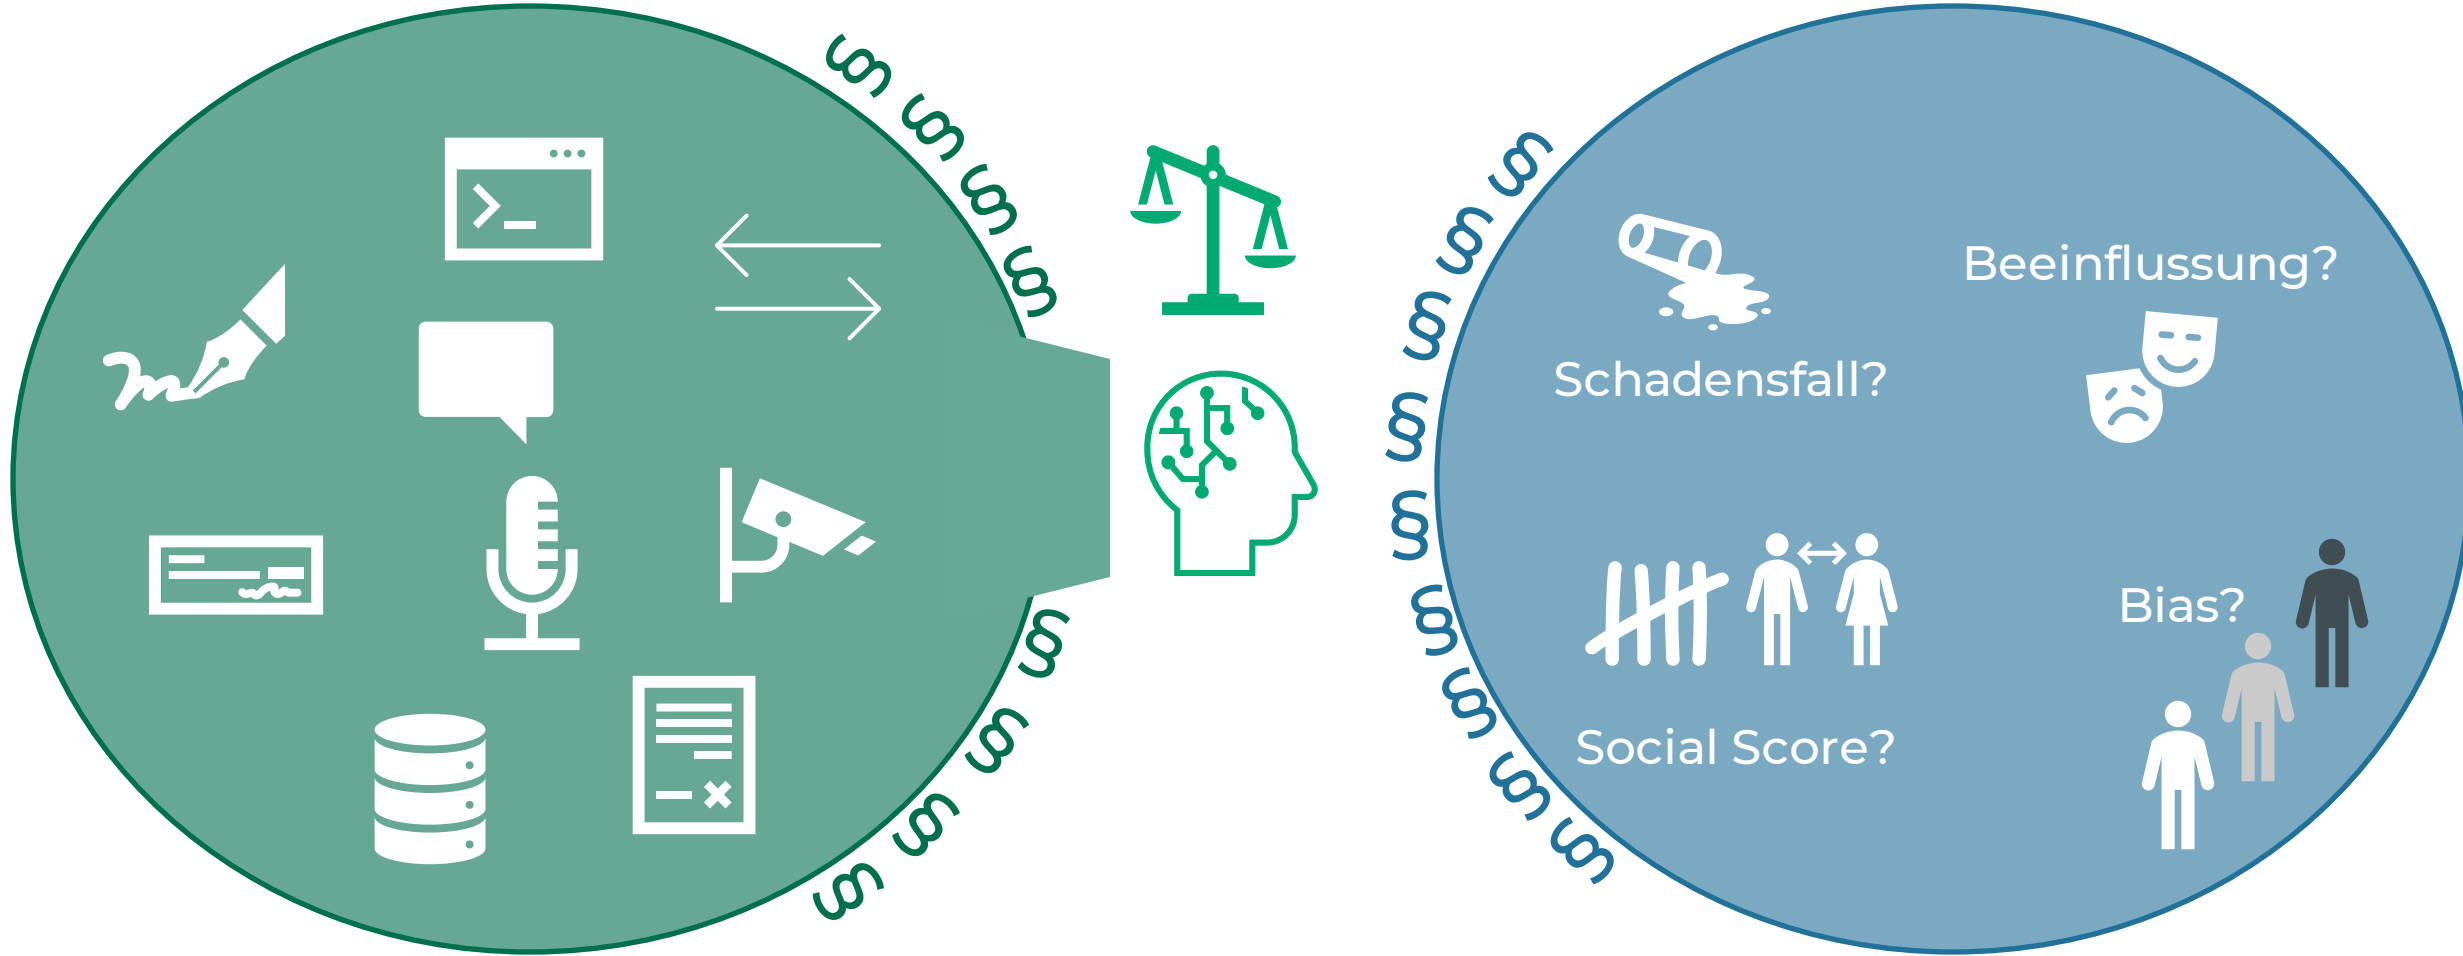 § § § §
§ § § §
§ § § § § § § §
Beeinflussung?
Schadensfall?
Bias?
Social Score?